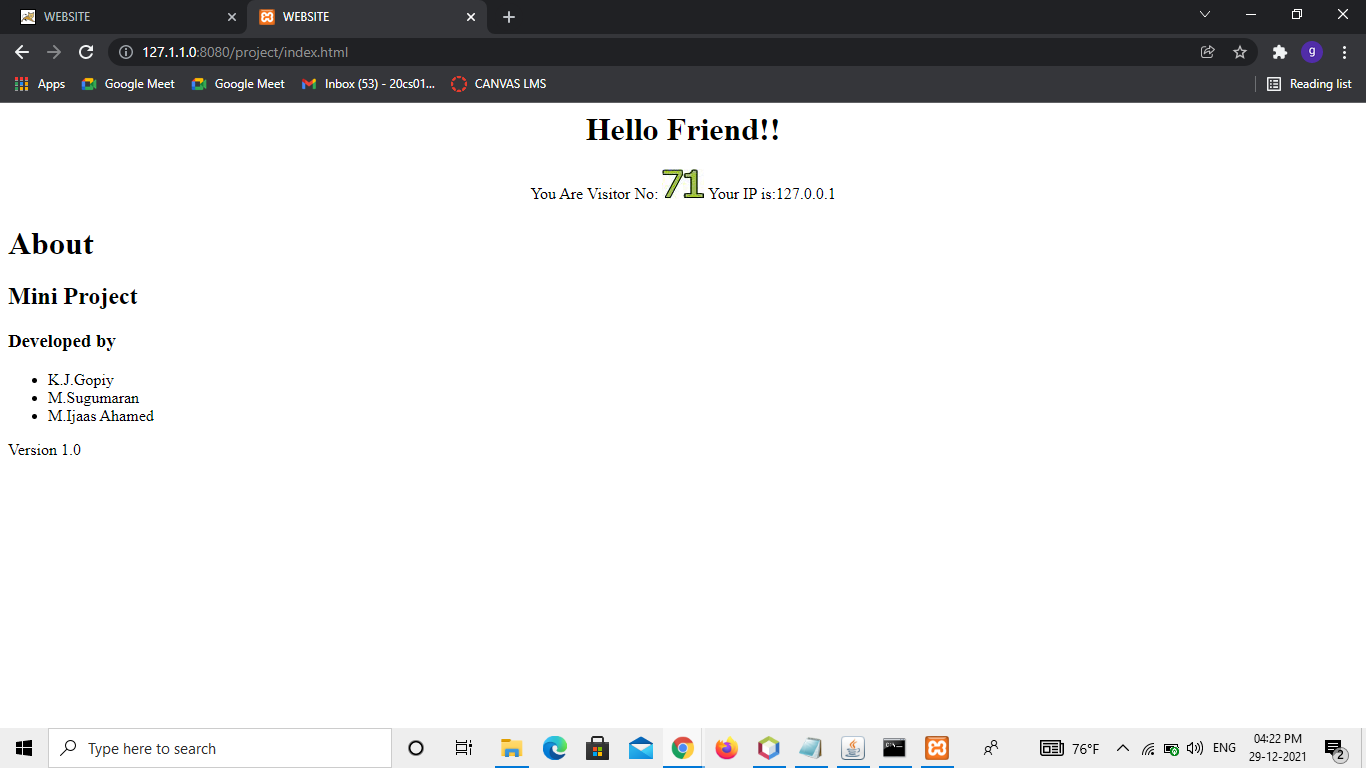 WEBSITE
WEBSITE
127.1.1.0:8080/project/index.html
g
Apps
Google Meet
Google Meet
Inbox (53) - 20cs01...
CANVAS LMS
Reading list
Hello Friend!!
You Are Visitor No: 71 Your IP is:127.0.0.1
About
Mini Project
Developed by
• K.J.Gopiy
• M.Sugumaran
• M.Ijaas Ahamed
Version 1.0
Type here to search
76°F
ENG
04:22 PM
29-12-2021
2